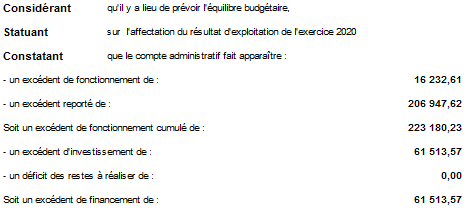 Considérant qu'il y a lieu de prévoir l'équilibre budgétaire,
Statuant sur l'affectation du résultat d'exploitation de l'exercice 2020
Constatant que le compte administratif fait apparaître :
- un excédent de fonctionnement de : 16 232,61
- un excédent reporté de : 206 947,62
Soit un excédent de fonctionnement cumulé de : 223 180,23
- un excédent d'investissement de : 61 513,57
- un déficit des restes à réaliser de : 0,00
Soit un excédent de financement de : 61 513,57